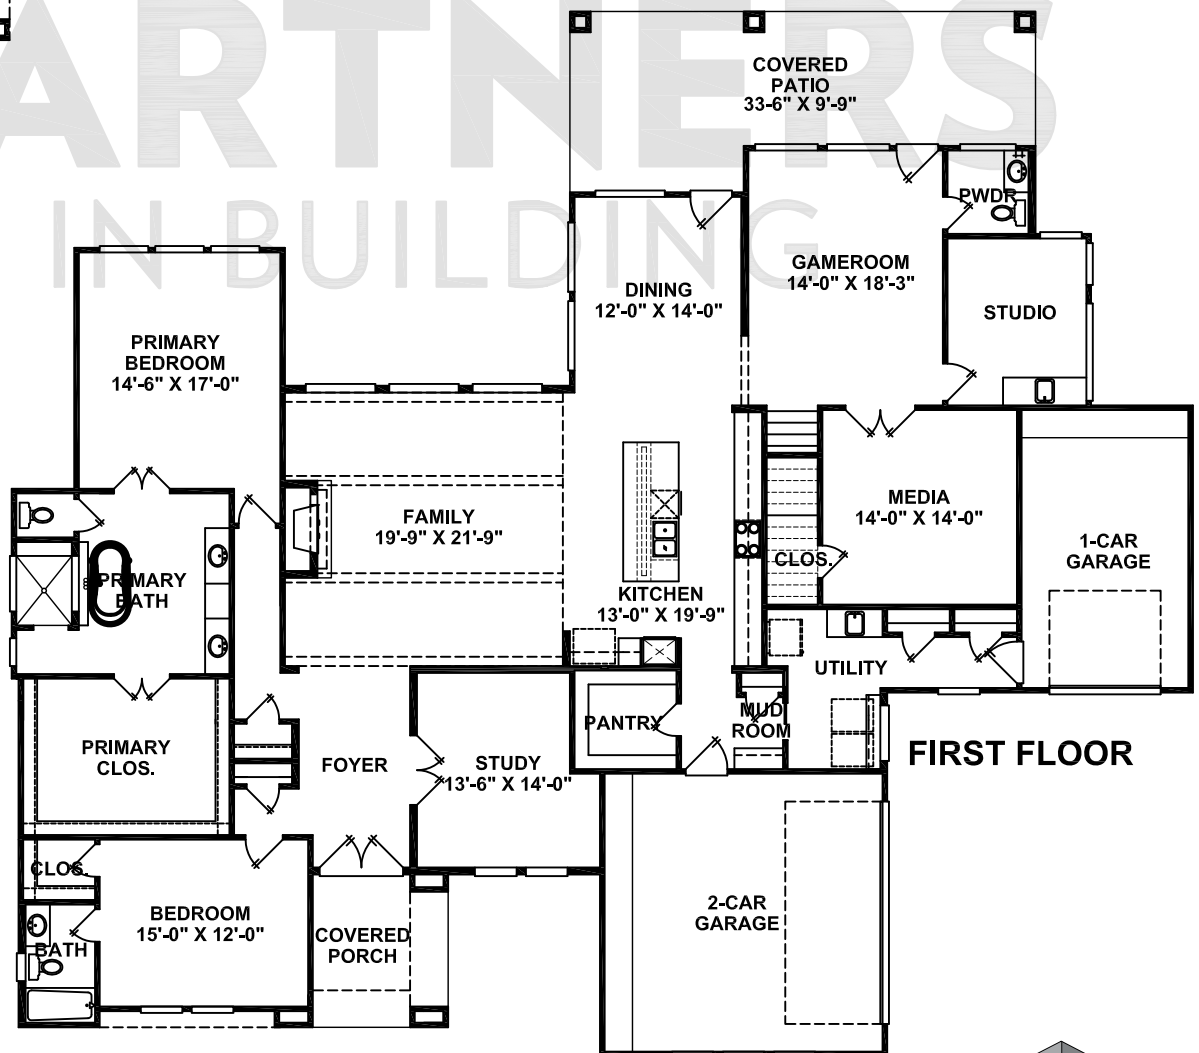 ARTNERS
IN BUILDING
COVERED
PATIO
33-6" X 9'-9"
PWDR
GAMEROOM
14'-0" X 18'-3"
DINING
12'-0" X 14'-0"
STUDIO
PRIMARY
BEDROOM
14'-6" X 17'-0"
FAMILY
19'-9" X 21'-9"
MEDIA
14'-0" X 14'-0"
1-CAR
GARAGE
CLOS.
PRIMARY
BATH
KITCHEN
13'-0" X 19'-9"
UTILITY
PANTRY
MUD
ROOM
PRIMARY
CLOS.
FOYER
STUDY
13'-6" X 14'-0"
FIRST FLOOR
CLOS.
BEDROOM
15'-0" X 12'-0"
BATH
COVERED
PORCH
2-CAR
GARAGE